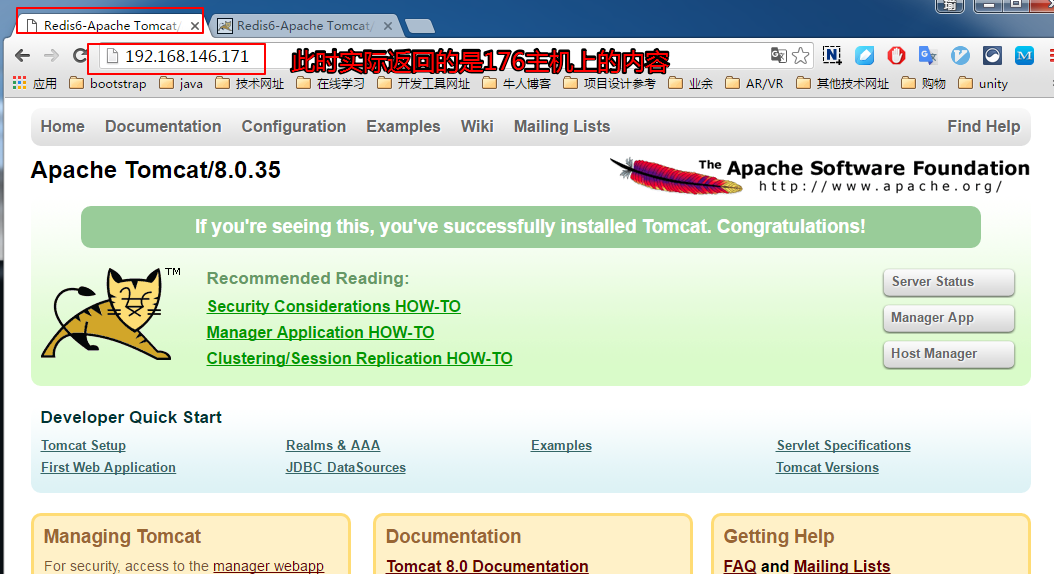 Redis6-Apache Tomcat/
Redis6-Apache Tomcat/
192.168.146.171
此时实际返回的是176主机上的内容
应用 bootstrap java 技术网址 在线学习 开发工具网址 牛人博客 项目设计参考 业余 AR/VR 其他技术网址 购物 unity
Home Documentation Configuration Examples Wiki Mailing Lists Find Help
Apache Tomcat/8.0.35
The Apache Software Foundation
http://www.apache.org/
If you're seeing this, you've successfully installed Tomcat. Congratulations!
TM
Recommended Reading:
Security Considerations HOW-TO
Manager Application HOW-TO
Clustering/Session Replication HOW-TO
Server Status
Manager App
Host Manager
Developer Quick Start
Tomcat Setup
First Web Application
Realms & AAA
JDBC DataSources
Examples
Servlet Specifications
Tomcat Versions
Managing Tomcat
For security, access to the manager webapp
Documentation
Tomcat 8.0 Documentation
Getting Help
FAQ and Mailing Lists